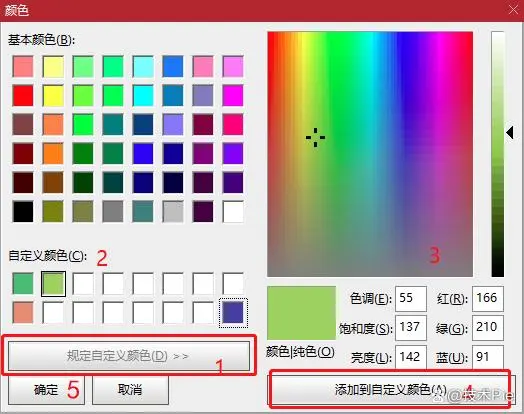 颜色
基本颜色(B):
自定义颜色(C):
2
规定自定义颜色(D) >>
1
确定
5
取消
3
颜色|纯色(O)
色调(E): 55
饱和度(S): 137
亮度(L): 142
红(R): 166
绿(G): 210
蓝(U): 91
添加到自定义颜色(A)
4
@技术Pie